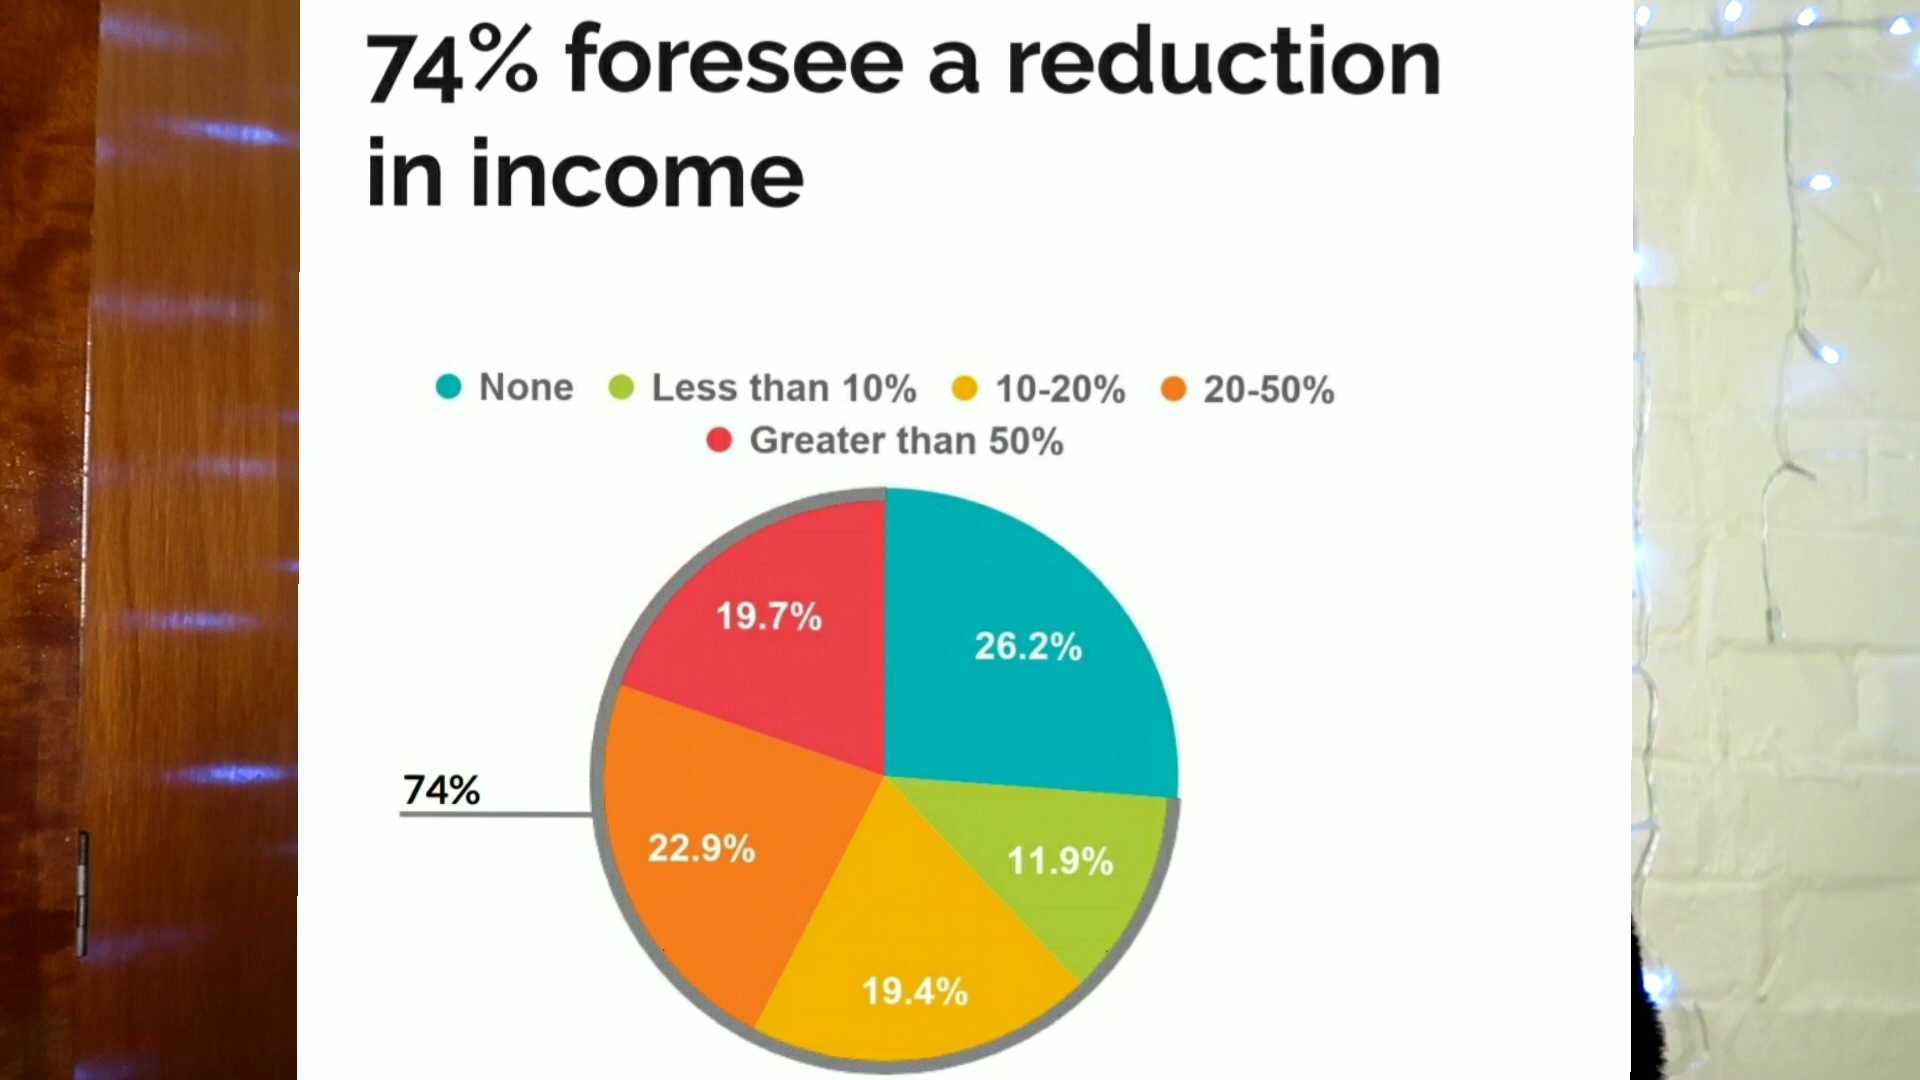 74% foresee a reduction
in income
None Less than 10% 10-20% 20-50%
Greater than 50%
19.7%
26.2%
74%
22.9%
11.9%
19.4%